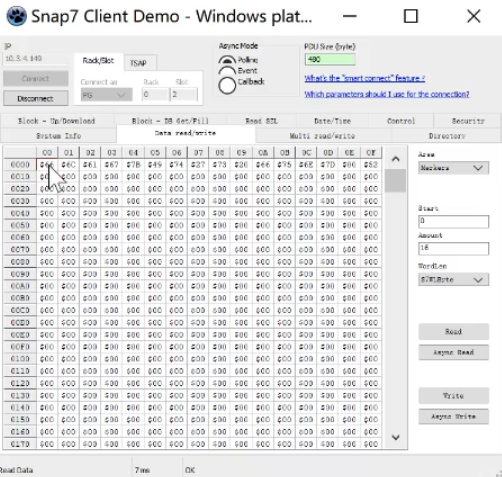 Snap7 Client Demo - Windows plat...
IP
10.3.4.149
Connect
Disconnect
Rack/Slot
TSAP
Connect as
Rack
Slot
PG
0
2
Async Mode
Polling
Event
Callback
PDU Size (byte)
480
What's the "smart connect" feature ?
Which parameters should I use for the connection?
Block - Up/Download
Block - DB Get/Fill
Read SZL
Date/Time
Control
Security
System Info
Data read/write
Multi read/write
Directory
00 01 02 03 04 05 06 07 08 09 0A 0B 0C 0D 0E 0F
0000 $6C $61 $67 $7B $49 $74 $27 $73 $20 $66 $75 $6E $7D $00 $52
0010 $00 $00 $00 $00 $00 $00 $00 $00 $00 $00 $00 $00 $00 $00 $00
0020 $00 $00 $00 $00 $00 $00 $00 $00 $00 $00 $00 $00 $00 $00 $00 $00
0030 $00 $00 $00 $00 $00 $00 $00 $00 $00 $00 $00 $00 $00 $00 $00 $00
0040 $00 $00 $00 $00 $00 $00 $00 $00 $00 $00 $00 $00 $00 $00 $00 $00
0050 $00 $00 $00 $00 $00 $00 $00 $00 $00 $00 $00 $00 $00 $00 $00 $00
0060 $00 $00 $00 $00 $00 $00 $00 $00 $00 $00 $00 $00 $00 $00 $00 $00
0070 $00 $00 $00 $00 $00 $00 $00 $00 $00 $00 $00 $00 $00 $00 $00 $00
0080 $00 $00 $00 $00 $00 $00 $00 $00 $00 $00 $00 $00 $00 $00 $00 $00
0090 $00 $00 $00 $00 $00 $00 $00 $00 $00 $00 $00 $00 $00 $00 $00 $00
00A0 $00 $00 $00 $00 $00 $00 $00 $00 $00 $00 $00 $00 $00 $00 $00 $00
00B0 $00 $00 $00 $00 $00 $00 $00 $00 $00 $00 $00 $00 $00 $00 $00 $00
00C0 $00 $00 $00 $00 $00 $00 $00 $00 $00 $00 $00 $00 $00 $00 $00 $00
00D0 $00 $00 $00 $00 $00 $00 $00 $00 $00 $00 $00 $00 $00 $00 $00 $00
00E0 $00 $00 $00 $00 $00 $00 $00 $00 $00 $00 $00 $00 $00 $00 $00 $00
00F0 $00 $00 $00 $00 $00 $00 $00 $00 $00 $00 $00 $00 $00 $00 $00 $00
0100 $00 $00 $00 $00 $00 $00 $00 $00 $00 $00 $00 $00 $00 $00 $00 $00
0110 $00 $00 $00 $00 $00 $00 $00 $00 $00 $00 $00 $00 $00 $00 $00 $00
0120 $00 $00 $00 $00 $00 $00 $00 $00 $00 $00 $00 $00 $00 $00 $00 $00
0130 $00 $00 $00 $00 $00 $00 $00 $00 $00 $00 $00 $00 $00 $00 $00 $00
0140 $00 $00 $00 $00 $00 $00 $00 $00 $00 $00 $00 $00 $00 $00 $00 $00
0150 $00 $00 $00 $00 $00 $00 $00 $00 $00 $00 $00 $00 $00 $00 $00 $00
0160 $00 $00 $00 $00 $00 $00 $00 $00 $00 $00 $00 $00 $00 $00 $00 $00
0170 $00 $00 $00 $00 $00 $00 $00 $00 $00 $00 $00 $00 $00 $00 $00 $00
Area
Merkers
Start
0
Amount
16
WordLen
S7WLByte
Read
Async Read
Write
Async Write
Read Data
7 ms
OK